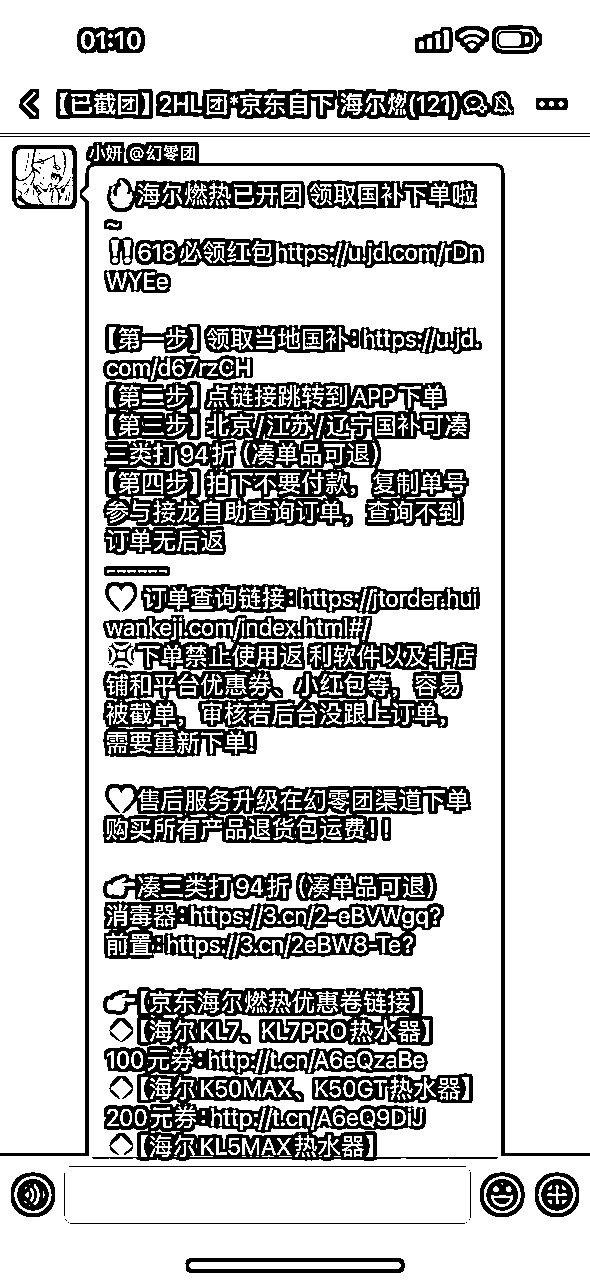 01:10
【已截团】2HL团*京东自下 海尔燃(121)
小妍@幻零团
🔥海尔燃热已开团 领取国补下单啦
~
‼️618必领红包https://u.jd.com/rDn
WYEe
【第一步】领取当地国补：https://u.jd.
com/d67rzCH
【第二步】点链接跳转到APP下单
【第三步】北京/江苏/辽宁国补可凑
三类打94折（凑单品可退）
【第四步】拍下不要付款，复制单号
参与接龙自助查询订单，查询不到
订单无后返
------
♡ 订单查询链接：https://jtorder.hui
wankeji.com/index.html#/
💢下单禁止使用返利软件以及非店
铺和平台优惠券、小红包等，容易
被截单，审核若后台没跟上订单，
需要重新下单！
♡售后服务升级在幻零团渠道下单
购买所有产品退货包运费！！
👉凑三类打94折（凑单品可退）
消毒器：https://3.cn/2-eBVWgq?
前置：https://3.cn/2eBW8-Te?
👉【京东海尔燃热优惠卷链接】
🔸【海尔KL7、KL7PRO热水器】
100元券：http://t.cn/A6eQzaBe
🔸【海尔K50MAX、K50GT热水器】
200元券：http://t.cn/A6eQ9DiJ
🔸【海尔KL5MAX热水器】